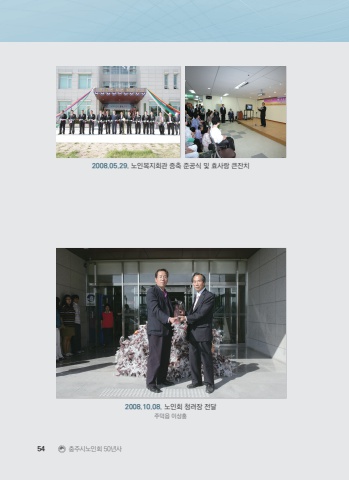 2008.05.29. 노인복지회관 증축 준공식 및 효사랑 큰잔치
2008.10.08. 노인회 청려장 전달
주덕읍 이상훈
54 충주시노인회 50년사